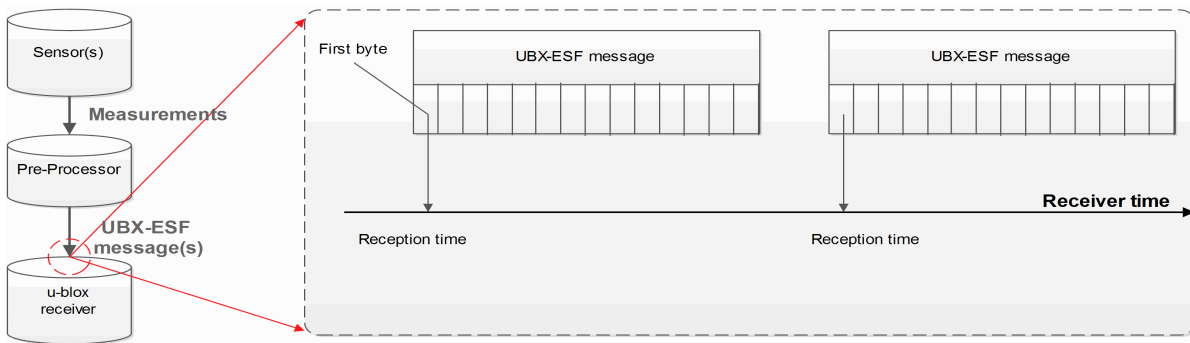 Sensor(s)
Measurements
Pre-Processor
UBX-ESF
message(s)
u-blox
receiver
First byte
UBX-ESF message
UBX-ESF message
Receiver time
Reception time
Reception time